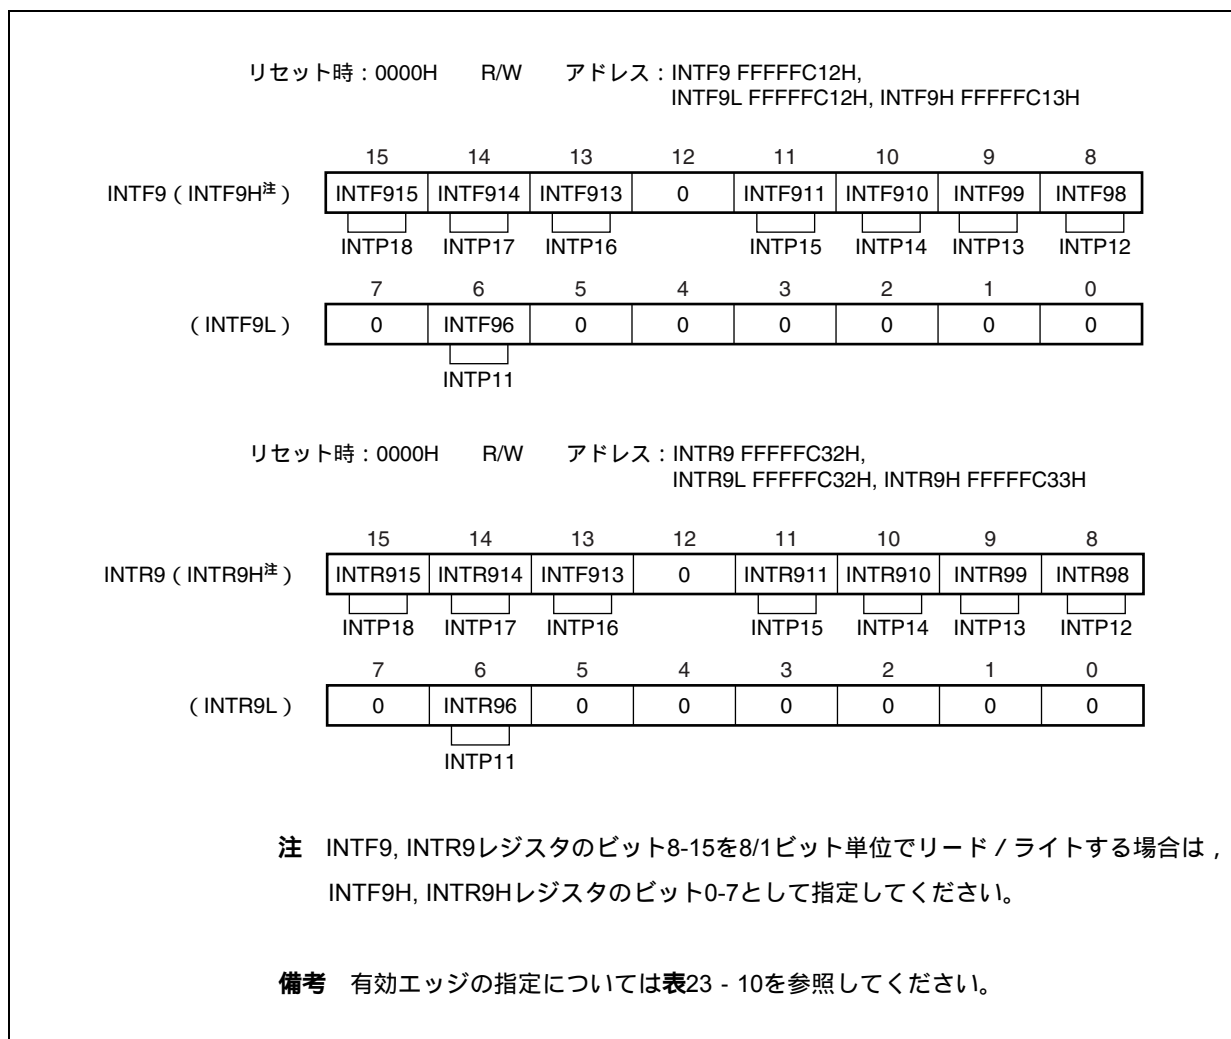 リセット時：0000H　R/W　アドレス：INTF9 FFFFFC12H,
INTF9L FFFFFC12H, INTF9H FFFFFC13H
15 14 13 12 11 10 9 8
INTF9（INTF9H注） INTF915 INTF914 INTF913 0 INTF911 INTF910 INTF99 INTF98
INTP18 INTP17 INTP16 INTP15 INTP14 INTP13 INTP12
7 6 5 4 3 2 1 0
（INTF9L） 0 INTF96 0 0 0 0 0 0
INTP11
リセット時：0000H　R/W　アドレス：INTR9 FFFFFC32H,
INTR9L FFFFFC32H, INTR9H FFFFFC33H
15 14 13 12 11 10 9 8
INTR9（INTR9H注） INTR915 INTR914 INTF913 0 INTR911 INTR910 INTR99 INTR98
INTP18 INTP17 INTP16 INTP15 INTP14 INTP13 INTP12
7 6 5 4 3 2 1 0
（INTR9L） 0 INTR96 0 0 0 0 0 0
INTP11
注　INTF9, INTR9レジスタのビット8-15を8/1ビット単位でリード／ライトする場合は，
INTF9H, INTR9Hレジスタのビット0-7として指定してください。
備考　有効エッジの指定については表23 - 10を参照してください。